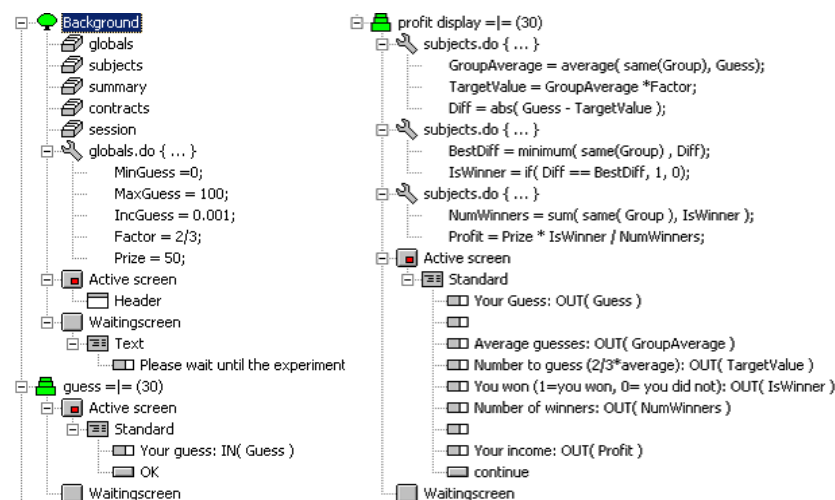 Background
globals
subjects
summary
contracts
session
globals.do { ... }
MinGuess =0;
MaxGuess = 100;
IncGuess = 0.001;
Factor = 2/3;
Prize = 50;
Active screen
Header
Waitingscreen
Text
Please wait until the experiment
guess =|= (30)
Active screen
Standard
Your guess: IN( Guess )
OK
Waitingscreen
profit display =|= (30)
subjects.do { ... }
GroupAverage = average( same(Group), Guess);
TargetValue = GroupAverage *Factor;
Diff = abs( Guess - TargetValue );
subjects.do { ... }
BestDiff = minimum( same(Group) , Diff);
IsWinner = if( Diff == BestDiff, 1, 0);
subjects.do { ... }
NumWinners = sum( same( Group ), IsWinner );
Profit = Prize * IsWinner / NumWinners;
Active screen
Standard
Your Guess: OUT( Guess )
Average guesses: OUT( GroupAverage )
Number to guess (2/3*average): OUT( TargetValue )
You won (1=you won, 0= you did not): OUT( IsWinner )
Number of winners: OUT( NumWinners )
Your income: OUT( Profit )
continue
Waitingscreen